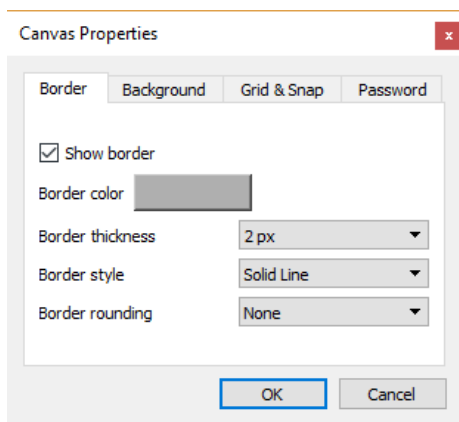 Canvas Properties
x
Border Background Grid & Snap Password
Show border
Border color
Border thickness 2 px
Border style Solid Line
Border rounding None
OK Cancel